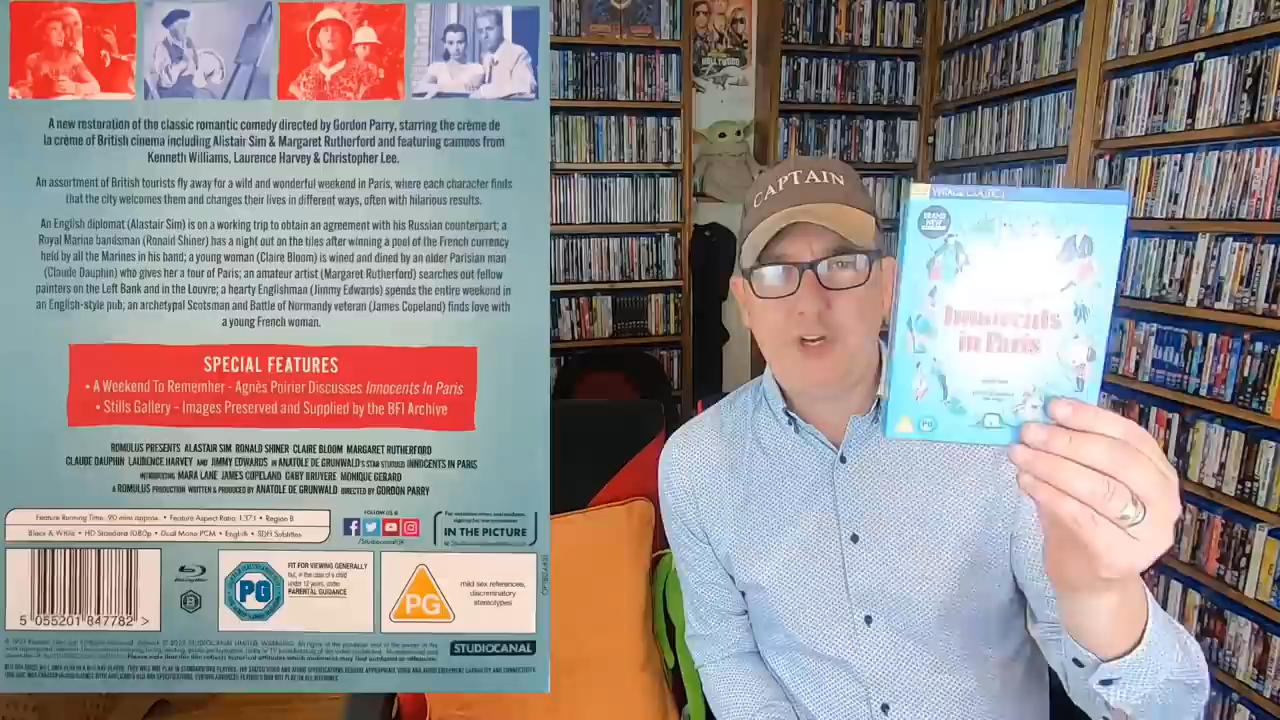 A new restoration of the classic romantic comedy directed by Gordon Parry, starring the crème de
la crème of British cinema including Alistair Sim & Margaret Rutherford and featuring cameos from
Kenneth Williams, Laurence Harvey & Christopher Lee.
An assortment of British tourists fly away for a wild and wonderful weekend in Paris, where each character finds
that the city welcomes them and changes their lives in different ways, often with hilarious results.
An English diplomat (Alastair Sim) is on a working trip to obtain an agreement with his Russian counterpart; a
Royal Marine bandsman (Ronald Shiner) has a night out on the tiles after winning a pool of the French currency
held by all the Marines in his band; a young woman (Claire Bloom) is wined and dined by an older Parisian man
(Claude Dauphin) who gives her a tour of Paris; an amateur artist (Margaret Rutherford) searches out fellow
painters on the Left Bank and in the Louvre; a hearty Englishman (Jimmy Edwards) spends the entire weekend in
an English-style pub; an archetypal Scotsman and Battle of Normandy veteran (James Copeland) finds love with
a young French woman.
SPECIAL FEATURES
• A Weekend To Remember - Agnès Poirier Discusses Innocents In Paris
• Stills Gallery – Images Preserved and Supplied by the BFI Archive
ROMULUS PRESENTS ALASTAIR SIM RONALD SHINER CLAIRE BLOOM MARGARET RUTHERFORD
CLAUDE DAUPHIN LAURENCE HARVEY AND JIMMY EDWARDS IN ANATOLE DE GRUNWALD'S STAR STUDDED INNOCENTS IN PARIS
INTRODUCING MARA LANE JAMES COPELAND GABY BRUYERE MONIQUE GERARD
A ROMULUS PRODUCTION WRITTEN & PRODUCED BY ANATOLE DE GRUNWALD DIRECTED BY GORDON PARRY
Feature Running Time: 90 mins approx. • Feature Aspect Ratio: 1.37:1 • Region B
Black & White • HD Standard 1080p • Dual Mono PCM • English • SDH Subtitles
FOLLOW US @
/StudiocanalUK
IN THE PICTURE
5 055201 847782 >
PG
FIT FOR VIEWING GENERALLY
but, in the case of a child
under 12 years, under
PARENTAL GUIDANCE
PG
mild sex references,
discriminatory
stereotypes
STUDIOCANAL
CAPTAIN
HOLLYWOOD
BRAND
NEW
Innocents
in Paris
PG